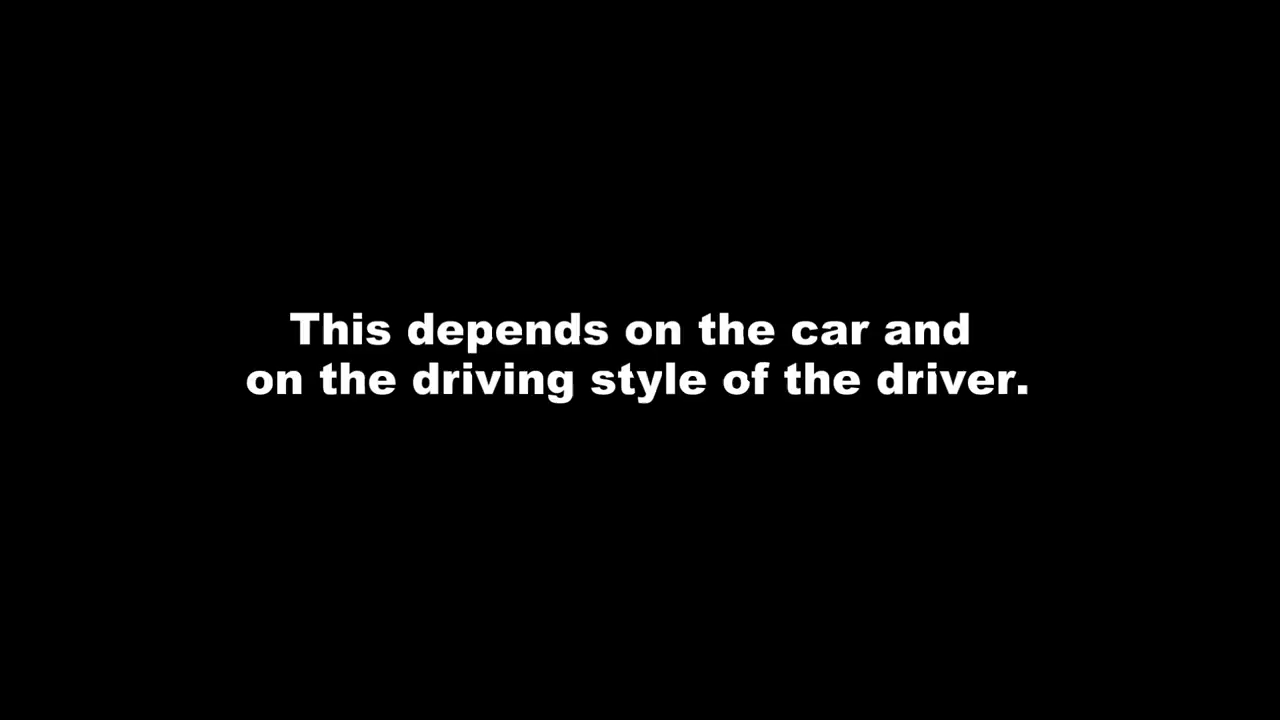 This depends on the car and
on the driving style of the driver.